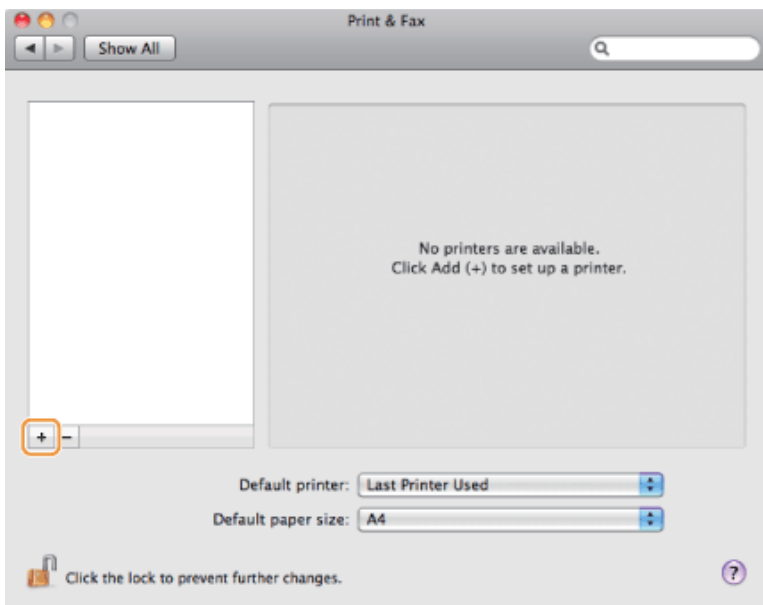 Print & Fax
Show All
No printers are available.
Click Add (+) to set up a printer.
+ −
Default printer: Last Printer Used
Default paper size: A4
Click the lock to prevent further changes.
?